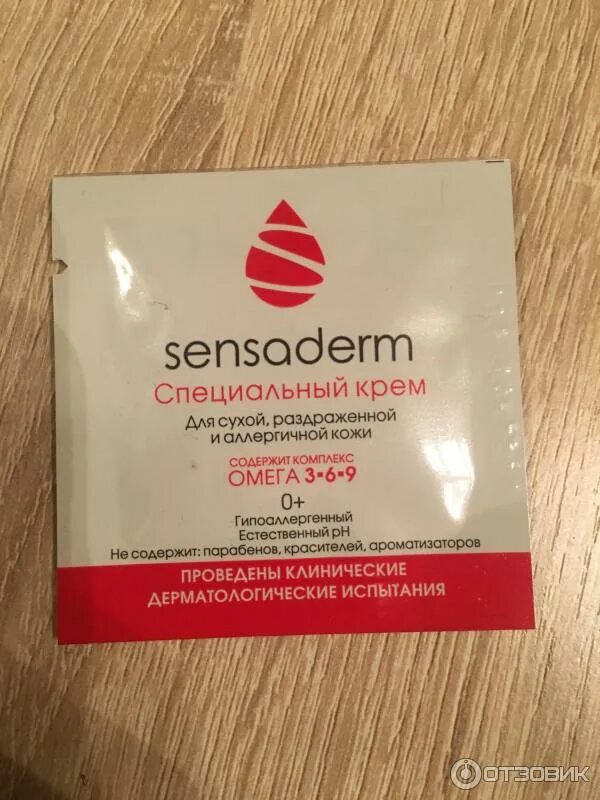 sensaderm
Специальный крем
Для сухой, раздраженной
и аллергичной кожи
СОДЕРЖИТ КОМПЛЕКС
ОМЕГА 3-6-9
0+
Гипоаллергенный
Естественный pH
Не содержит: парабенов, красителей, ароматизаторов
ПРОВЕДЕНЫ КЛИНИЧЕСКИЕ
ДЕРМАТОЛОГИЧЕСКИЕ ИСПЫТАНИЯ
ОТЗОВИК